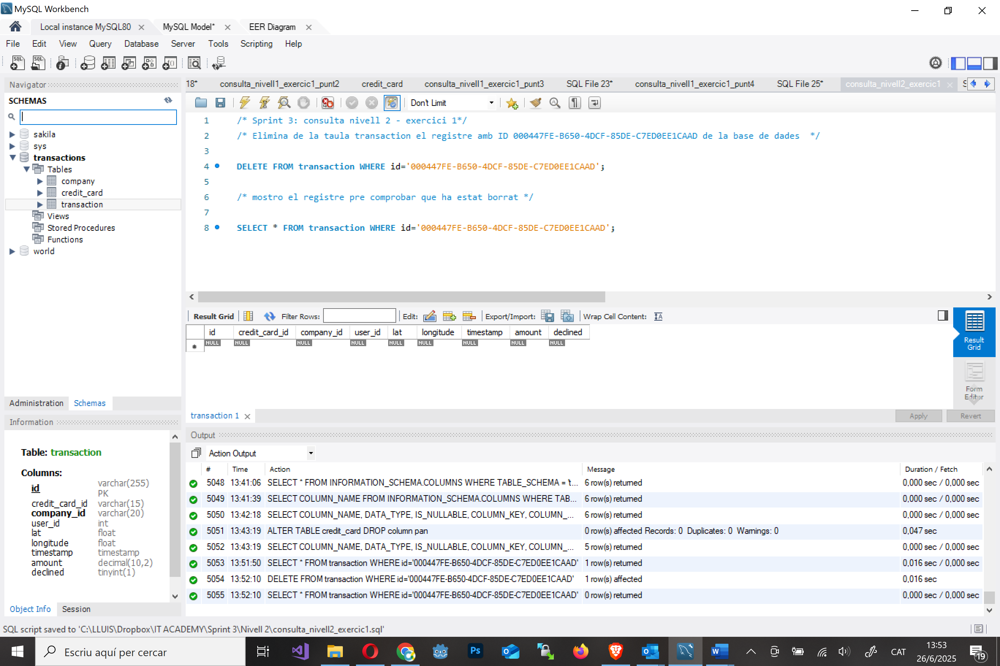 MySQL Workbench
Local instance MySQL80
MySQL Model*
EER Diagram
File Edit View Query Database Server Tools Scripting Help
Navigator
18* consulta_nivell1_exercic1_punt2 credit_card consulta_nivell1_exercic1_punt3 SQL File 23* consulta_nivell1_exercic1_punt4 SQL File 25* consulta_nivell2_exercic1
SCHEMAS
Don't Limit
sakila
sys
transactions
Tables
company
credit_card
transaction
Views
Stored Procedures
Functions
world
1 /* Sprint 3: consulta nivell 2 - exercici 1*/
2 /* Elimina de la taula transaction el registre amb ID 000447FE-B650-4DCF-85DE-C7ED0EE1CAAD de la base de dades */
3
4 DELETE FROM transaction WHERE id='000447FE-B650-4DCF-85DE-C7ED0EE1CAAD';
5
6 /* mostro el registre pre comprobar que ha estat borrat */
7
8 SELECT * FROM transaction WHERE id='000447FE-B650-4DCF-85DE-C7ED0EE1CAAD';
Result Grid Filter Rows: Edit: Export/Import: Wrap Cell Content:
id credit_card_id company_id user_id lat longitude timestamp amount declined
NULL NULL NULL NULL NULL NULL NULL NULL NULL
Result
Grid
Form
Editor
Administration Schemas
transaction 1
Apply Revert
Information
Table: transaction
Columns:
id varchar(255)
PK
credit_card_id varchar(15)
company_id varchar(20)
user_id int
lat float
longitude float
timestamp timestamp
amount decimal(10,2)
declined tinyint(1)
Object Info Session
Output
Action Output
# Time Action Message Duration / Fetch
5048 13:41:06 SELECT * FROM INFORMATION_SCHEMA.COLUMNS WHERE TABLE_SCHEMA = 't... 6 row(s) returned 0,000 sec / 0,000 sec
5049 13:41:39 SELECT COLUMN_NAME FROM INFORMATION_SCHEMA.COLUMNS WHERE TAB... 6 row(s) returned 0,000 sec / 0,000 sec
5050 13:42:18 SELECT COLUMN_NAME, DATA_TYPE, IS_NULLABLE, COLUMN_KEY, COLUMN_... 6 row(s) returned 0,000 sec / 0,000 sec
5051 13:43:19 ALTER TABLE credit_card DROP column pan 0 row(s) affected Records: 0 Duplicates: 0 Warnings: 0 0,047 sec
5052 13:43:19 SELECT COLUMN_NAME, DATA_TYPE, IS_NULLABLE, COLUMN_KEY, COLUMN_... 5 row(s) returned 0,000 sec / 0,000 sec
5053 13:51:50 SELECT * FROM transaction WHERE id='000447FE-B650-4DCF-85DE-C7ED0EE1CAAD' 1 row(s) returned 0,016 sec / 0,000 sec
5054 13:52:10 DELETE FROM transaction WHERE id='000447FE-B650-4DCF-85DE-C7ED0EE1CAAD' 1 row(s) affected 0,016 sec
5055 13:52:10 SELECT * FROM transaction WHERE id='000447FE-B650-4DCF-85DE-C7ED0EE1CAAD' 0 row(s) returned 0,000 sec / 0,000 sec
SQL script saved to 'C:\LLUIS\Dropbox\IT ACADEMY\Sprint 3\Nivell 2\consulta_nivell2_exercic1.sql'
Escriu aquí per cercar
CAT
13:53
26/6/2025
19